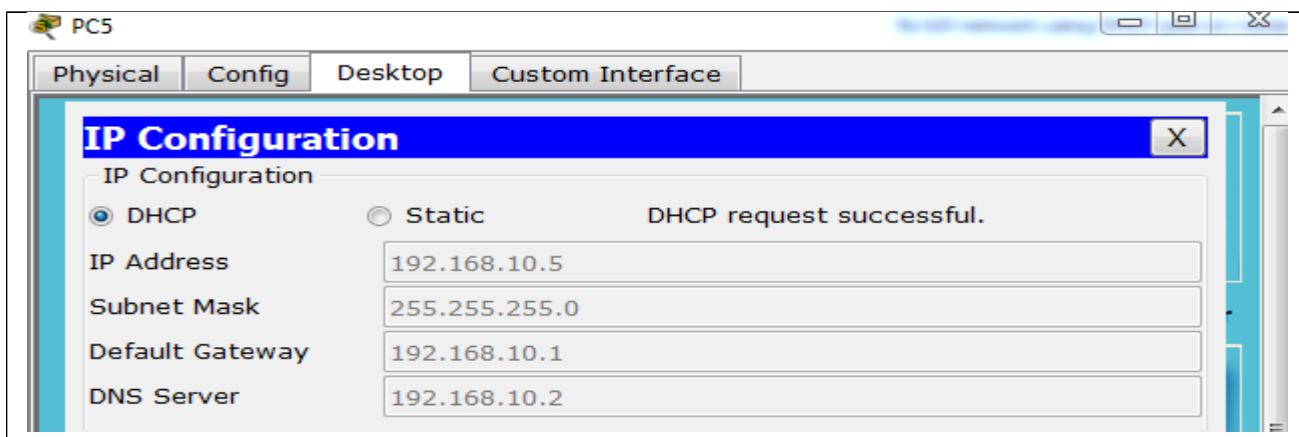 PC5
Physical Config Desktop Custom Interface
IP Configuration X
IP Configuration
DHCP Static DHCP request successful.
IP Address 192.168.10.5
Subnet Mask 255.255.255.0
Default Gateway 192.168.10.1
DNS Server 192.168.10.2